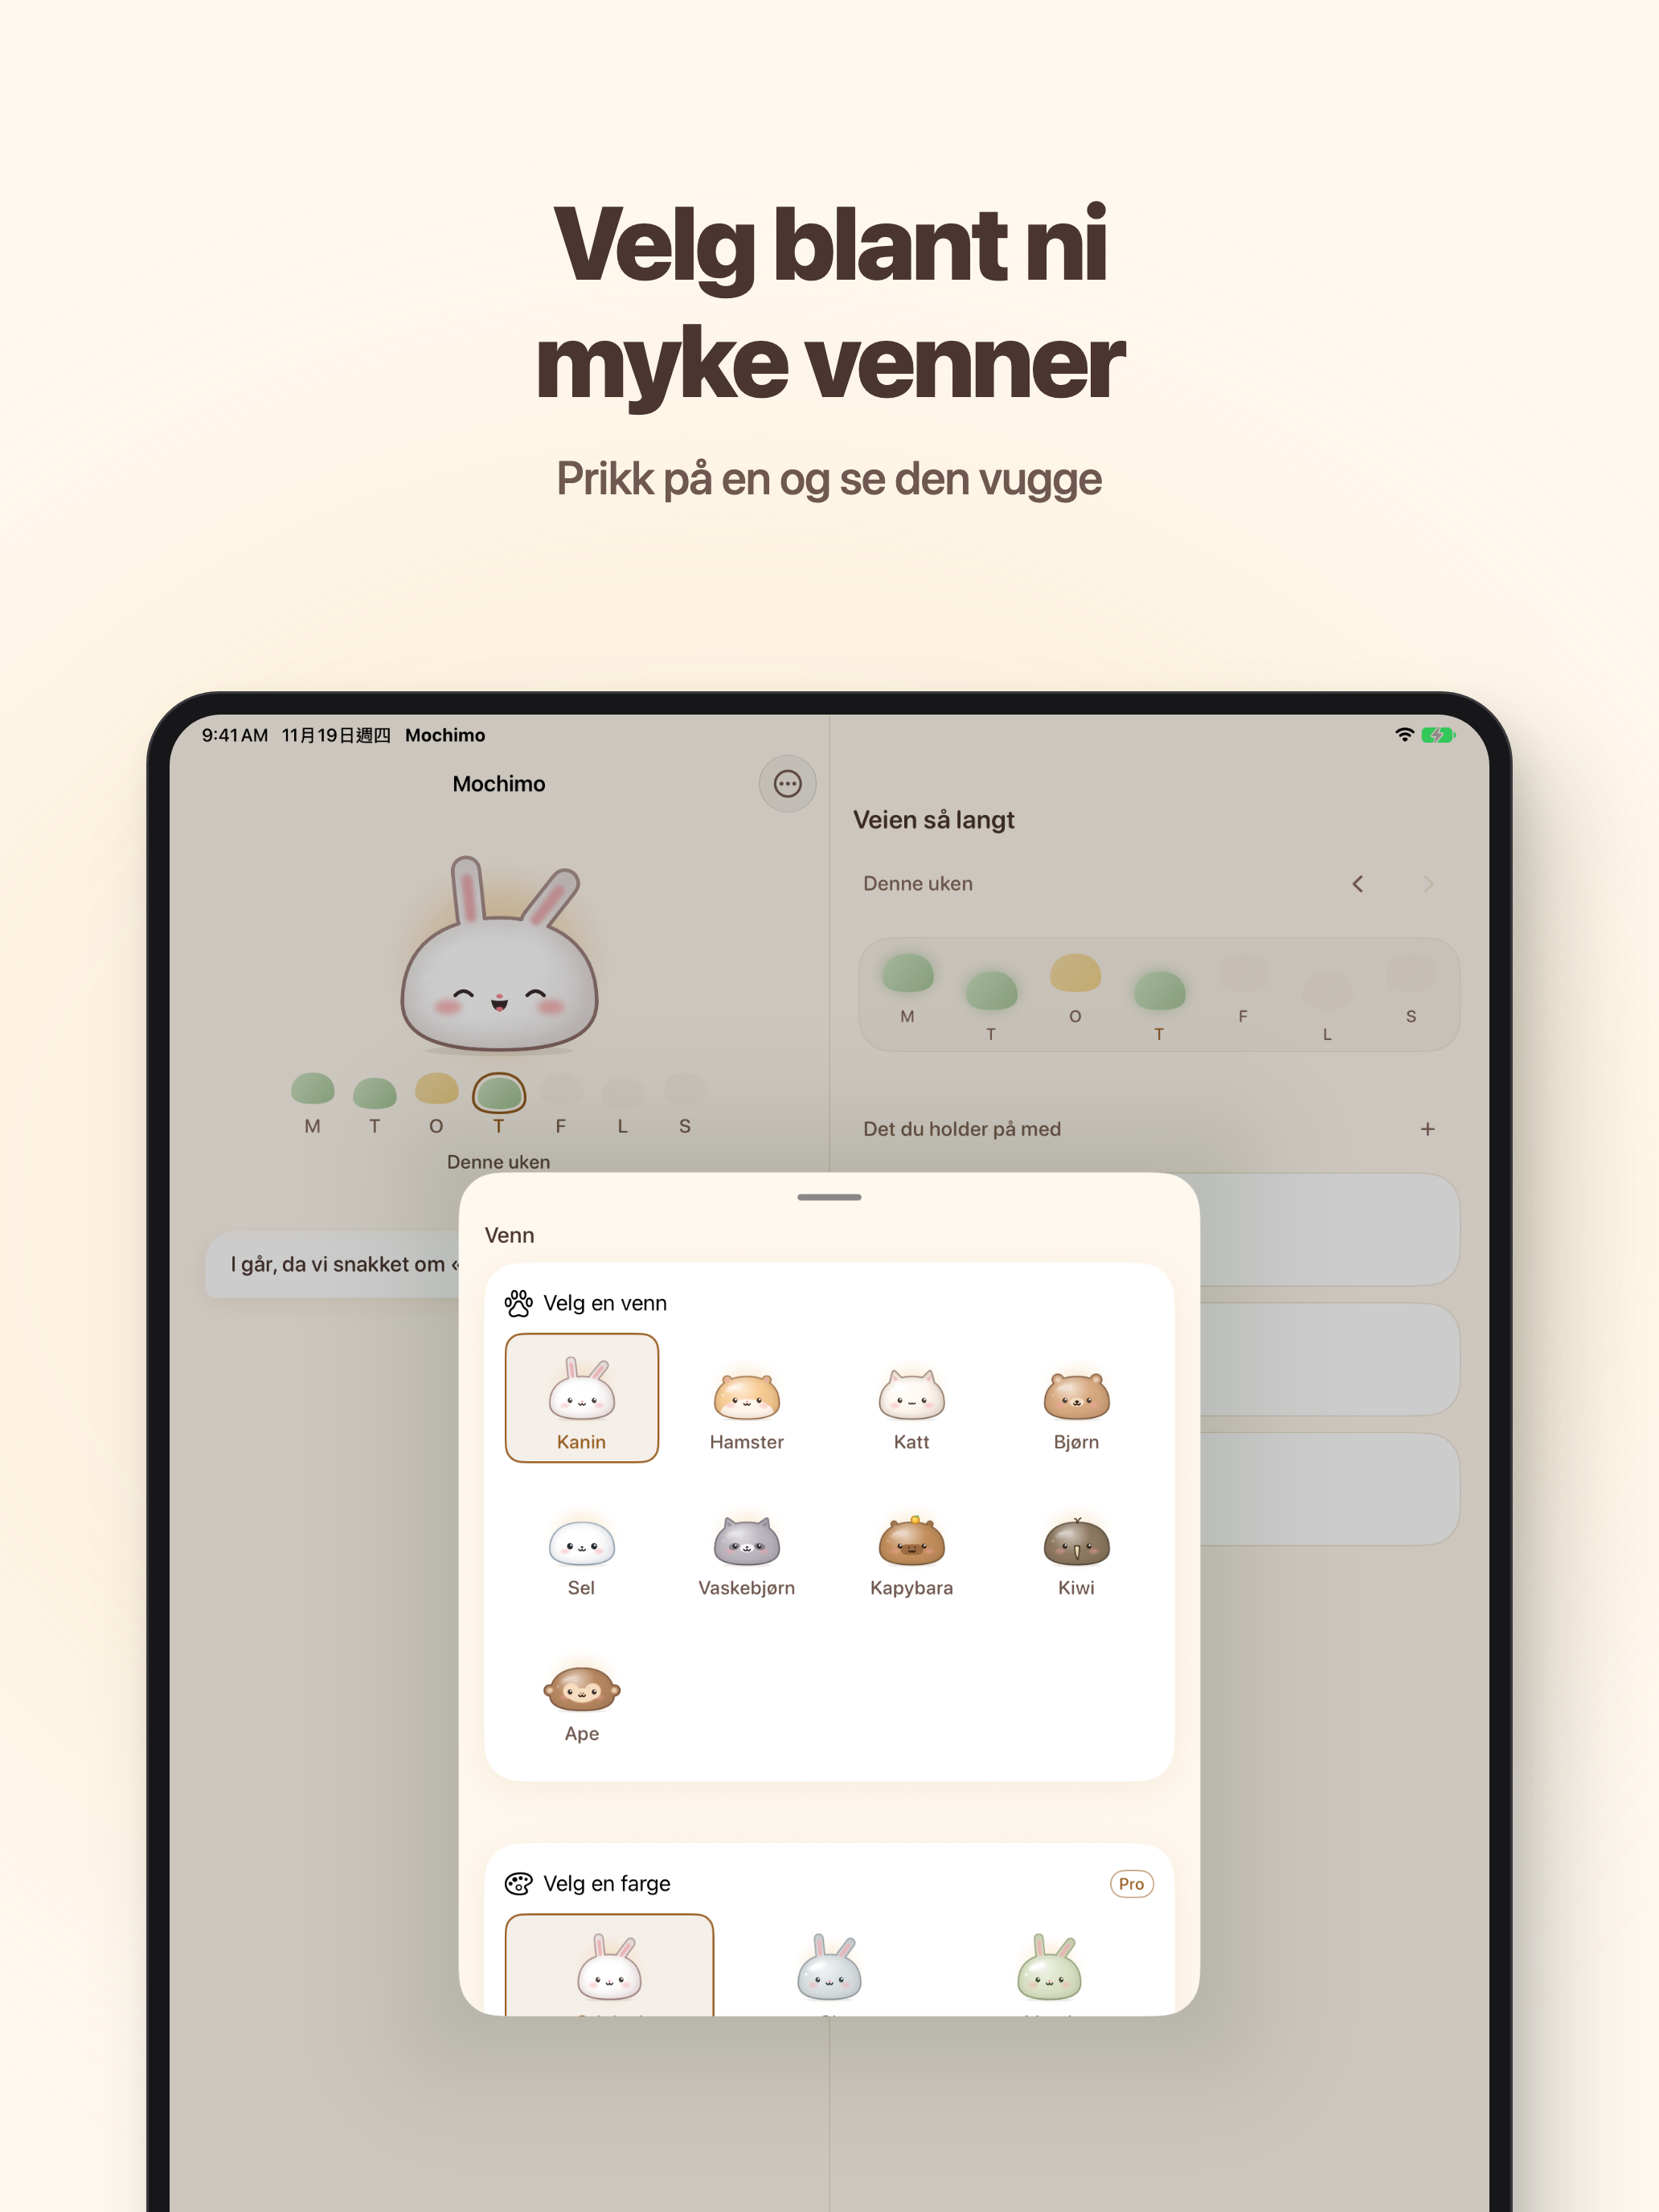 Velg blant ni
myke venner
Prikk på en og se den vugge
9:41 AM 11月19日週四 Mochimo
Mochimo
M T O T F L S
Denne uken
I går, da vi snakket om «
Veien så langt
Denne uken
M T O T F L S
Det du holder på med
Venn
Velg en venn
Kanin Hamster Katt Bjørn
Sel Vaskebjørn Kapybara Kiwi
Ape
Velg en farge Pro